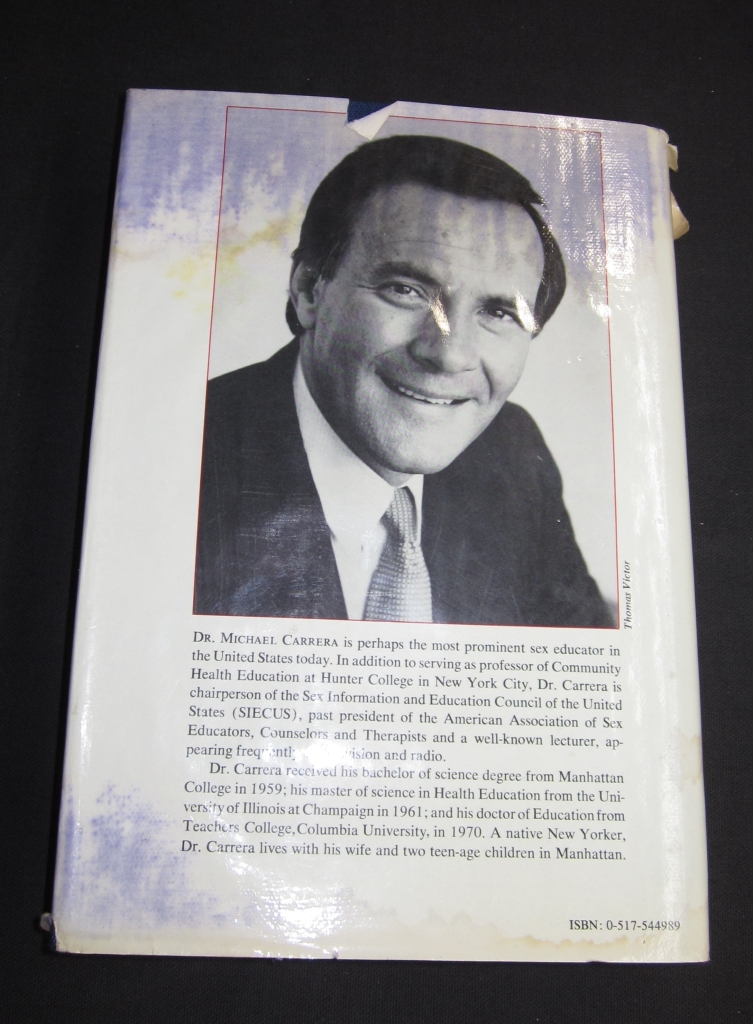 Thomas Victor
DR. MICHAEL CARRERA is perhaps the most prominent sex educator in
the United States today. In addition to serving as professor of Community
Health Education at Hunter College in New York City, Dr. Carrera is
chairperson of the Sex Information and Education Council of the United
States (SIECUS), past president of the American Association of Sex
Educators, Counselors and Therapists and a well-known lecturer, ap-
pearing and radio.
Dr. Carrera received his bachelor of science degree from Manhattan
College in 1959; his master of science in Health Education from the Uni-
versity of Illinois at Champaign in 1961; and his doctor of Education from
Teachers College, Columbia University, in 1970. A native New Yorker,
Dr. Carrera lives with his wife and two teen-age children in Manhattan.
ISBN: 0-517-544989